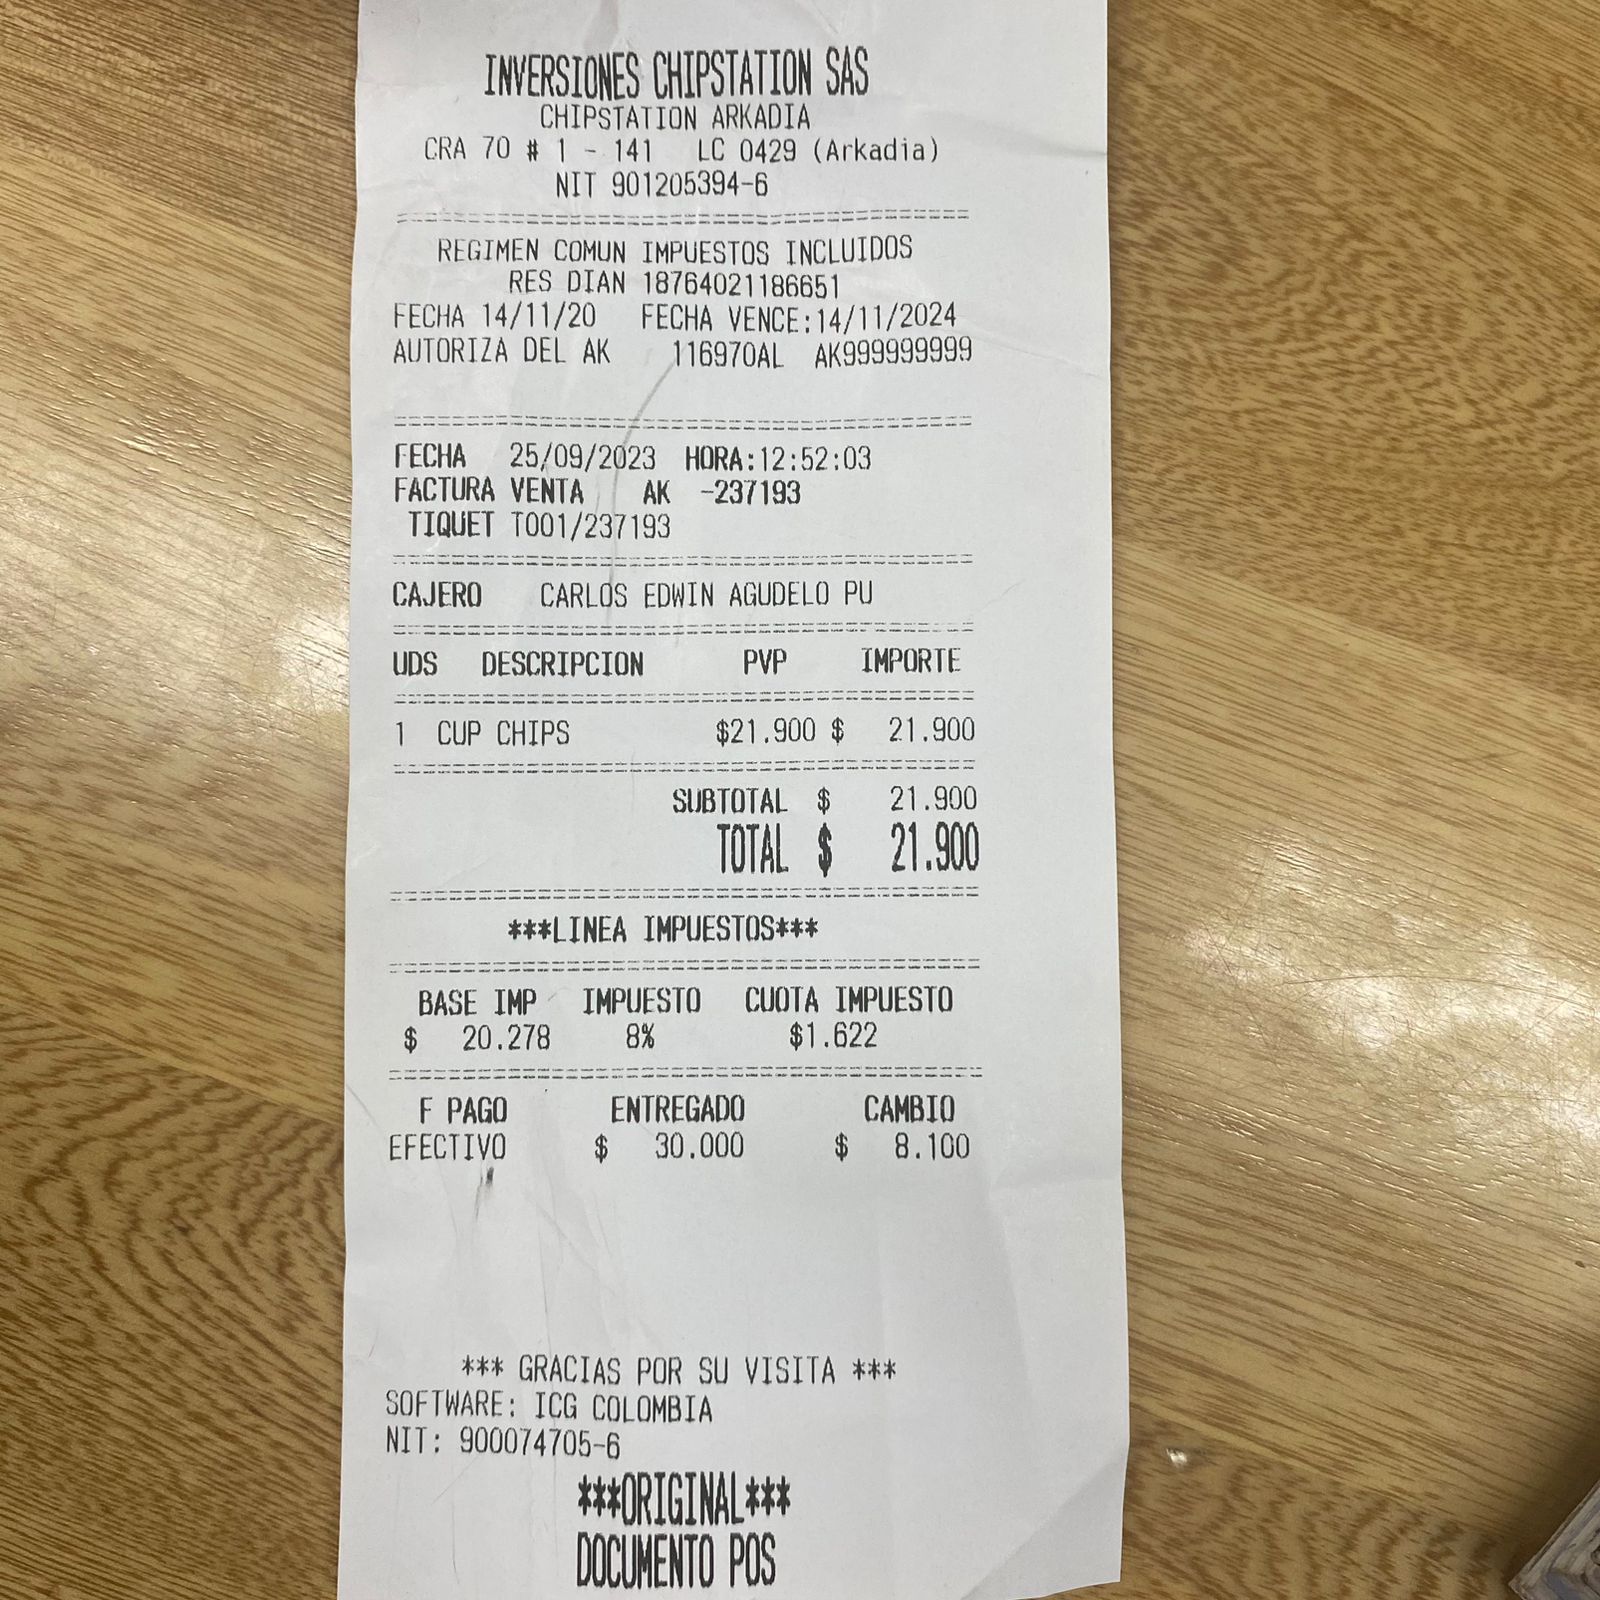 INVERSIONES CHIPSTATION SAS
CHIPSTATION ARKADIA
CRA 70 # 1 - 141 LC 0429 (Arkadia)
NIT 901205394-6
REGIMEN COMUN IMPUESTOS INCLUIDOS
RES DIAN 18764021186651
FECHA 14/11/20 FECHA VENCE:14/11/2024
AUTORIZA DEL AK 116970AL AK999999999
FECHA 25/09/2023 HORA:12:52:03
FACTURA VENTA AK -237193
TIQUET T001/237193
CAJERO CARLOS EDWIN AGUDELO PU
UDS DESCRIPCION PVP IMPORTE
1 CUP CHIPS $21.900 $ 21.900
SUBTOTAL $ 21.900
TOTAL $ 21.900
***LINEA IMPUESTOS***
BASE IMP IMPUESTO CUOTA IMPUESTO
$ 20.278 8% $1.622
F PAGO ENTREGADO CAMBIO
EFECTIVO $ 30.000 $ 8.100
*** GRACIAS POR SU VISITA ***
SOFTWARE: ICG COLOMBIA
NIT: 900074705-6
***ORIGINAL***
DOCUMENTO POS